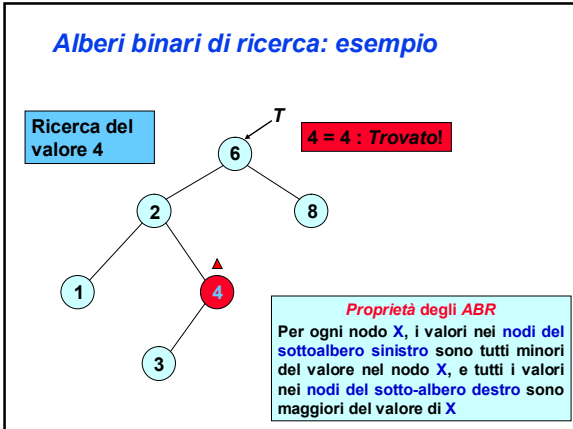 Alberi binari di ricerca: esempio
T
Ricerca del
valore 4
4 = 4 : Trovato!
6
2
8
1
4
3
Proprietà degli ABR
Per ogni nodo X, i valori nei nodi del
sottoalbero sinistro sono tutti minori
del valore nel nodo X, e tutti i valori
nei nodi del sotto-albero destro sono
maggiori del valore di X